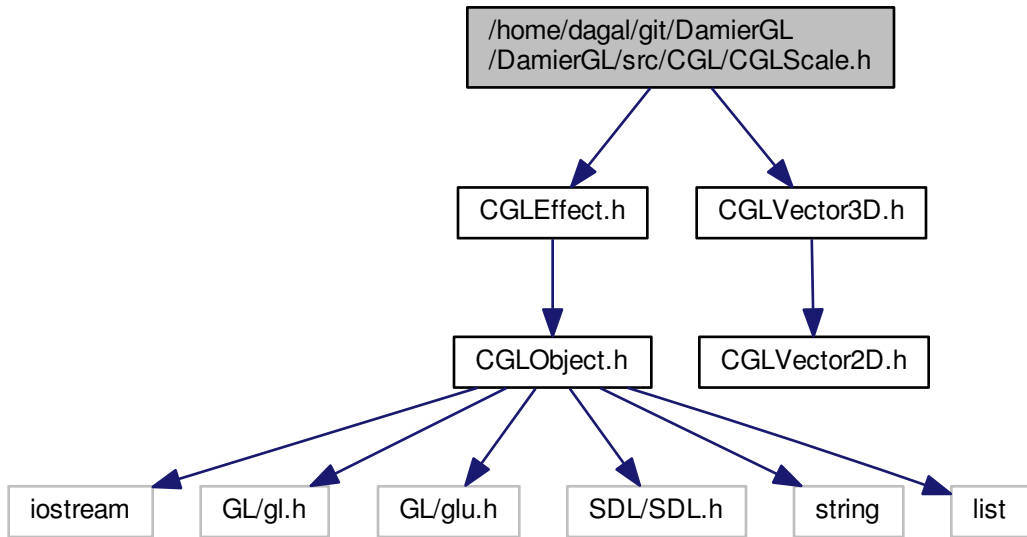 /home/dagal/git/DamierGL
/DamierGL/src/CGL/CGLScale.h
CGLEffect.h
CGLVector3D.h
CGLObject.h
CGLVector2D.h
iostream
GL/gl.h
GL/glu.h
SDL/SDL.h
string
list